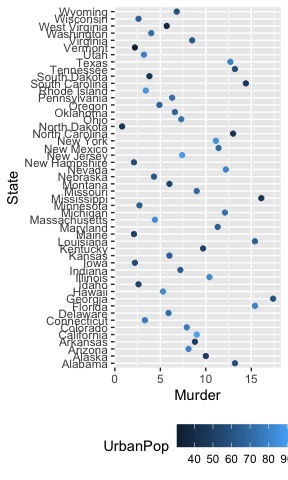 Wyoming
Wisconsin
West Virginia
Washington
Virginia
Vermont
Utah
Texas
Tennessee
South Dakota
South Carolina
Rhode Island
Pennsylvania
Oregon
Oklahoma
Ohio
North Dakota
North Carolina
New York
New Mexico
New Jersey
New Hampshire
Nevada
Nebraska
Montana
Missouri
Mississippi
Minnesota
Michigan
Massachusetts
Maryland
Maine
Louisiana
Kentucky
Kansas
Iowa
Indiana
Illinois
Idaho
Hawaii
Georgia
Florida
Delaware
Connecticut
Colorado
California
Arkansas
Arizona
Alaska
Alabama
State
0 5 10 15
Murder
UrbanPop
40 50 60 70 80 90